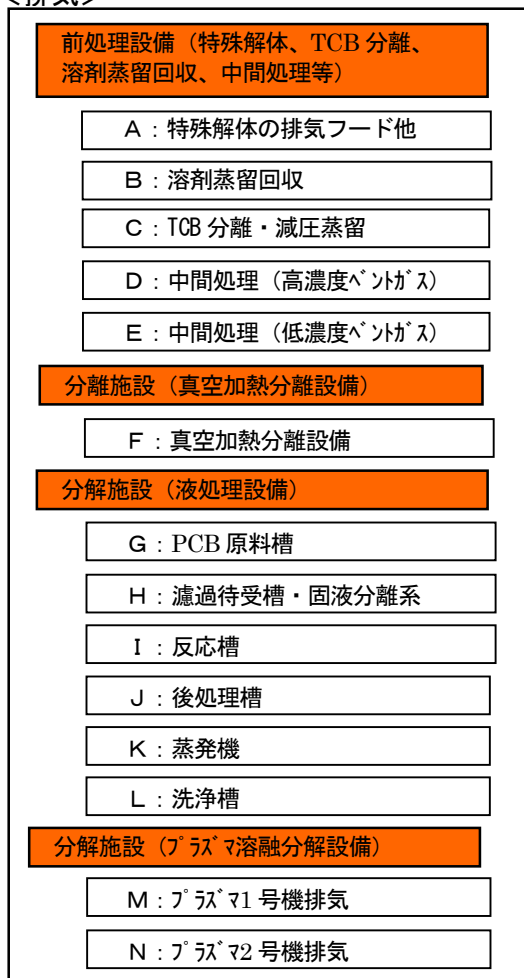 <排気>
前処理設備（特殊解体、TCB 分離、
溶剤蒸留回収、中間処理等）
Ａ：特殊解体の排気フード他
Ｂ：溶剤蒸留回収
Ｃ：TCB 分離・減圧蒸留
Ｄ：中間処理（高濃度ﾍﾞﾝﾄｶﾞｽ）
Ｅ：中間処理（低濃度ﾍﾞﾝﾄｶﾞｽ）
分離施設（真空加熱分離設備）
Ｆ：真空加熱分離設備
分解施設（液処理設備）
Ｇ：PCB 原料槽
Ｈ：濾過待受槽・固液分離系
Ｉ：反応槽
Ｊ：後処理槽
Ｋ：蒸発機
Ｌ：洗浄槽
分解施設（ﾌﾟﾗｽﾞﾏ溶融分解設備）
Ｍ：ﾌﾟﾗｽﾞﾏ1 号機排気
Ｎ：ﾌﾟﾗｽﾞﾏ2 号機排気